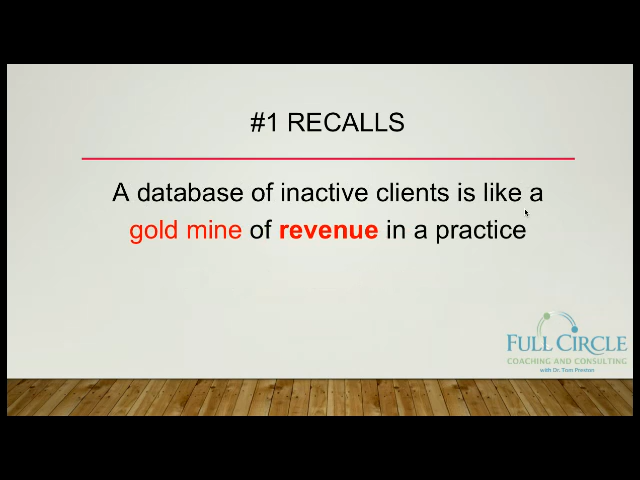 #1 RECALLS
A database of inactive clients is like a
gold mine of revenue in a practice
FULL CIRCLE
COACHING AND CONSULTING
with Dr. Tom Preston